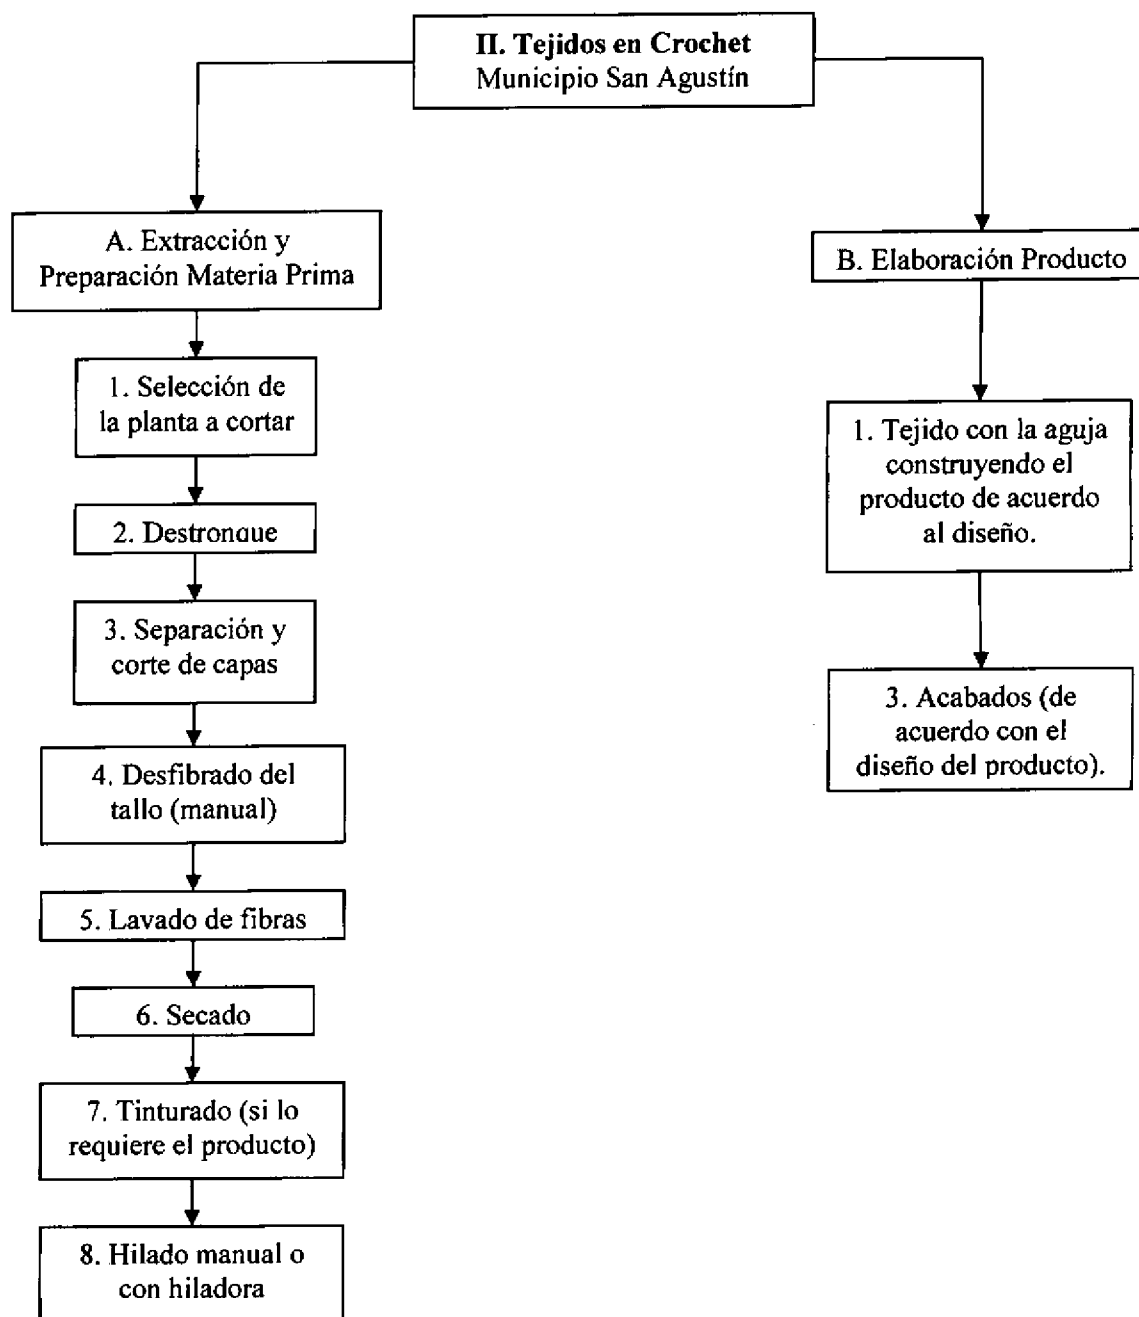 II. Tejidos en Crochet
Municipio San Agustín
A. Extracción y
Preparación Materia Prima
1. Selección de
la planta a cortar
2. Destronque
3. Separación y
corte de capas
4. Desfibrado del
tallo (manual)
5. Lavado de fibras
6. Secado
7. Tinturado (si lo
requiere el producto)
8. Hilado manual o
con hiladora
B. Elaboración Producto
1. Tejido con la aguja
construyendo el
producto de acuerdo
al diseño.
3. Acabados (de
acuerdo con el
diseño del producto).